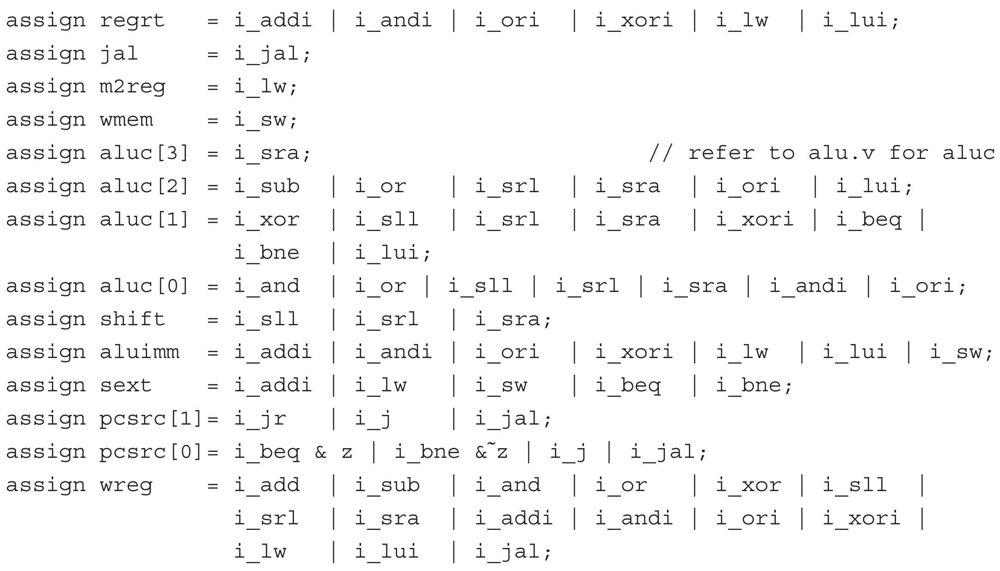 assign regrt    = i_addi | i_andi | i_ori  | i_xori | i_lw  | i_lui;
assign jal      = i_jal;
assign m2reg    = i_lw;
assign wmem     = i_sw;
assign aluc[3]  = i_sra;                         // refer to alu.v for aluc
assign aluc[2]  = i_sub  | i_or   | i_srl  | i_sra  | i_ori  | i_lui;
assign aluc[1]  = i_xor  | i_sll  | i_srl  | i_sra  | i_xori | i_beq |
                  i_bne  | i_lui;
assign aluc[0]  = i_and  | i_or | i_sll | i_srl | i_sra | i_andi | i_ori;
assign shift    = i_sll  | i_srl  | i_sra;
assign aluimm   = i_addi | i_andi | i_ori  | i_xori | i_lw  | i_lui | i_sw;
assign sext     = i_addi | i_lw   | i_sw   | i_beq  | i_bne;
assign pcsrc[1] = i_jr   | i_j    | i_jal;
assign pcsrc[0] = i_beq & z | i_bne &~z | i_j | i_jal;
assign wreg     = i_add  | i_sub  | i_and  | i_or   | i_xor | i_sll  |
                  i_srl  | i_sra  | i_addi | i_andi | i_ori | i_xori |
                  i_lw   | i_lui  | i_jal;